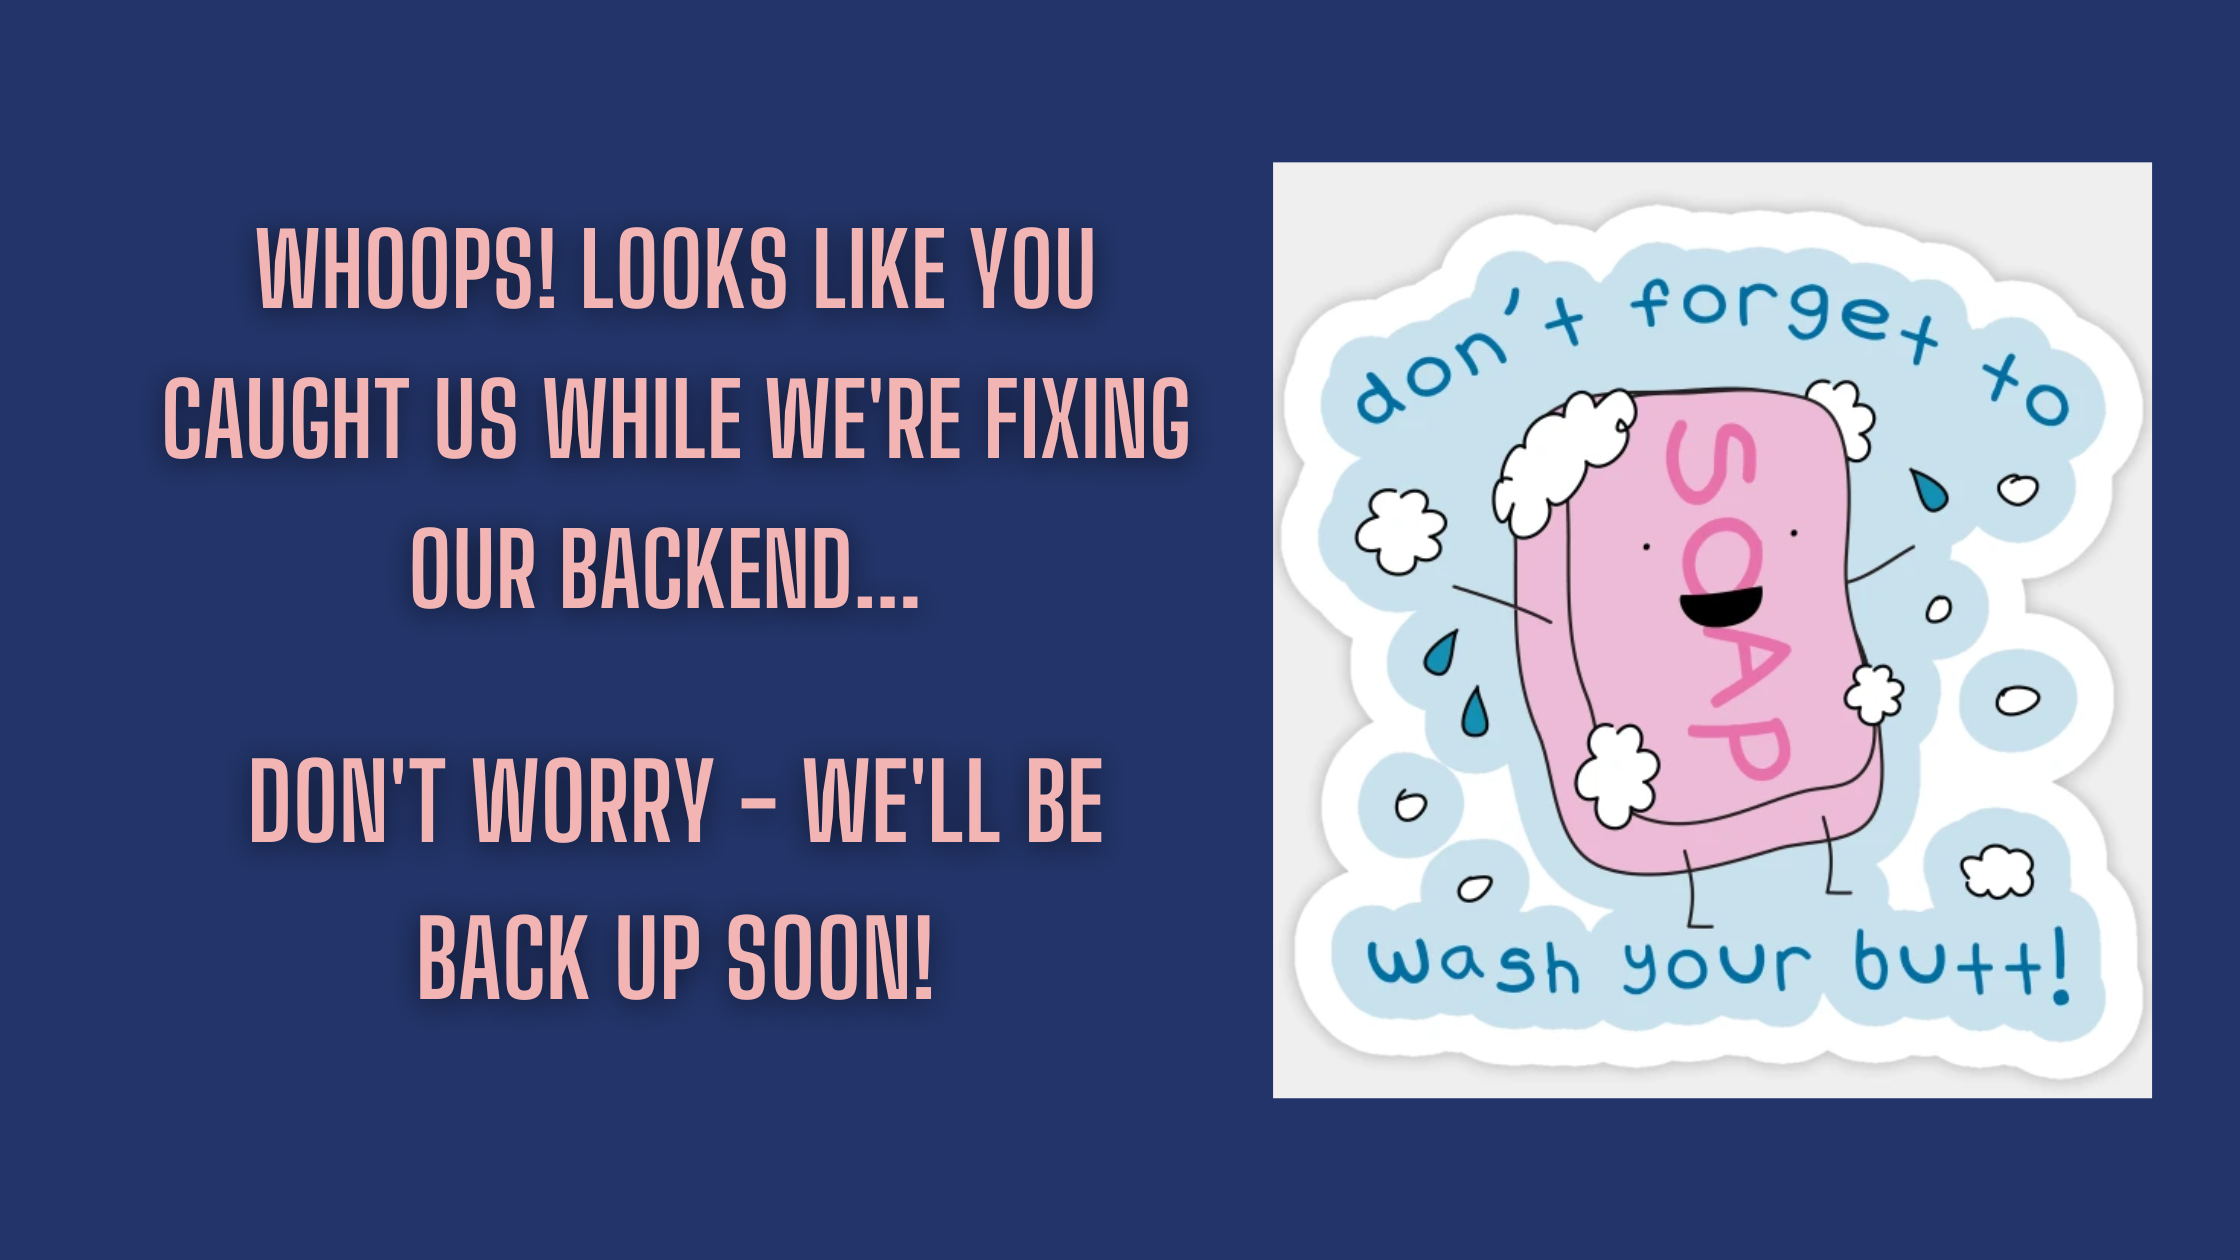 WHOOPS! LOOKS LIKE YOU
CAUGHT US WHILE WE'RE FIXING
OUR BACKEND...
DON'T WORRY - WE'LL BE
BACK UP SOON!
don't forget to
SOAP
wash your butt!